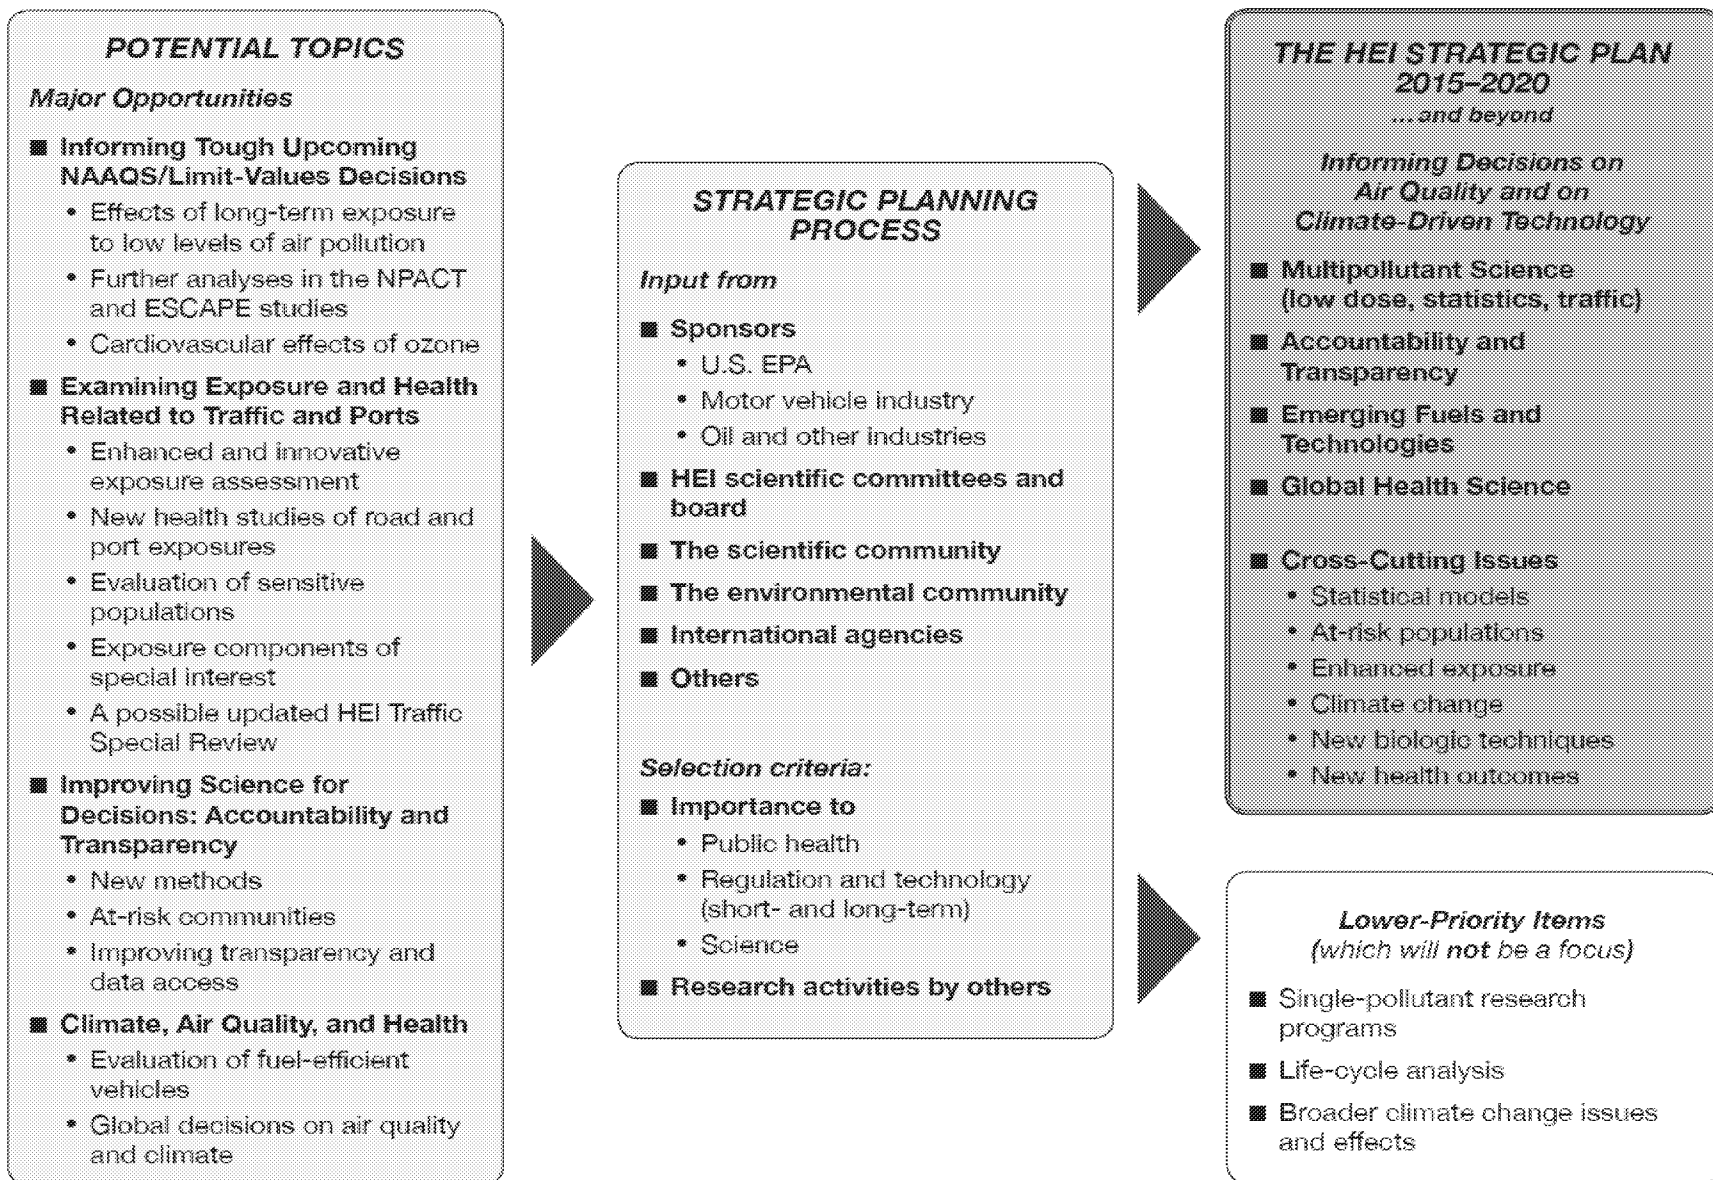 POTENTIAL TOPICS
Major Opportunities
■ Informing Tough Upcoming
NAAQS/Limit-Values Decisions
• Effects of long-term exposure
to low levels of air pollution
• Further analyses in the NPACT
and ESCAPE studies
• Cardiovascular effects of ozone
■ Examining Exposure and Health
Related to Traffic and Ports
• Enhanced and innovative
exposure assessment
• New health studies of road and
port exposures
• Evaluation of sensitive
populations
• Exposure components of
special interest
• A possible updated HEI Traffic
Special Review
■ Improving Science for
Decisions: Accountability and
Transparency
• New methods
• At-risk communities
• Improving transparency and
data access
■ Climate, Air Quality, and Health
• Evaluation of fuel-efficient
vehicles
• Global decisions on air quality
and climate
STRATEGIC PLANNING
PROCESS
Input from
■ Sponsors
• U.S. EPA
• Motor vehicle industry
• Oil and other industries
■ HEI scientific committees and
board
■ The scientific community
■ The environmental community
■ International agencies
■ Others
Selection criteria:
■ Importance to
• Public health
• Regulation and technology
(short- and long-term)
• Science
■ Research activities by others
THE HEI STRATEGIC PLAN
2015–2020
...and beyond
Informing Decisions on
Air Quality and on
Climate-Driven Technology
■ Multipollutant Science
(low dose, statistics, traffic)
■ Accountability and
Transparency
■ Emerging Fuels and
Technologies
■ Global Health Science
■ Cross-Cutting Issues
• Statistical models
• At-risk populations
• Enhanced exposure
• Climate change
• New biologic techniques
• New health outcomes
Lower-Priority Items
(which will not be a focus)
■ Single-pollutant research
programs
■ Life-cycle analysis
■ Broader climate change issues
and effects